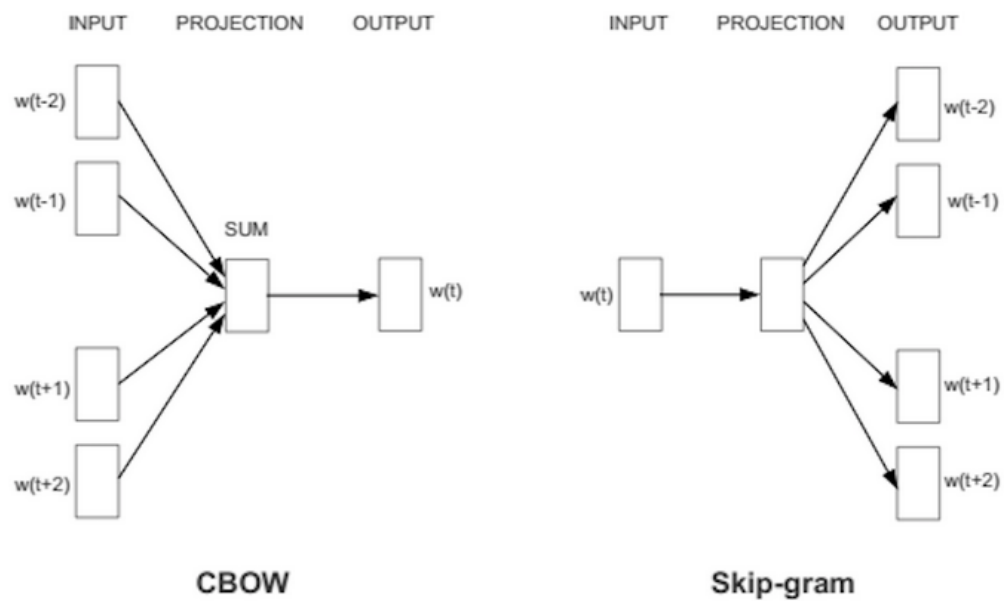 INPUT PROJECTION OUTPUT
w(t-2)
w(t-1)
SUM
w(t)
w(t+1)
w(t+2)
CBOW
INPUT PROJECTION OUTPUT
w(t-2)
w(t-1)
w(t)
w(t+1)
w(t+2)
Skip-gram